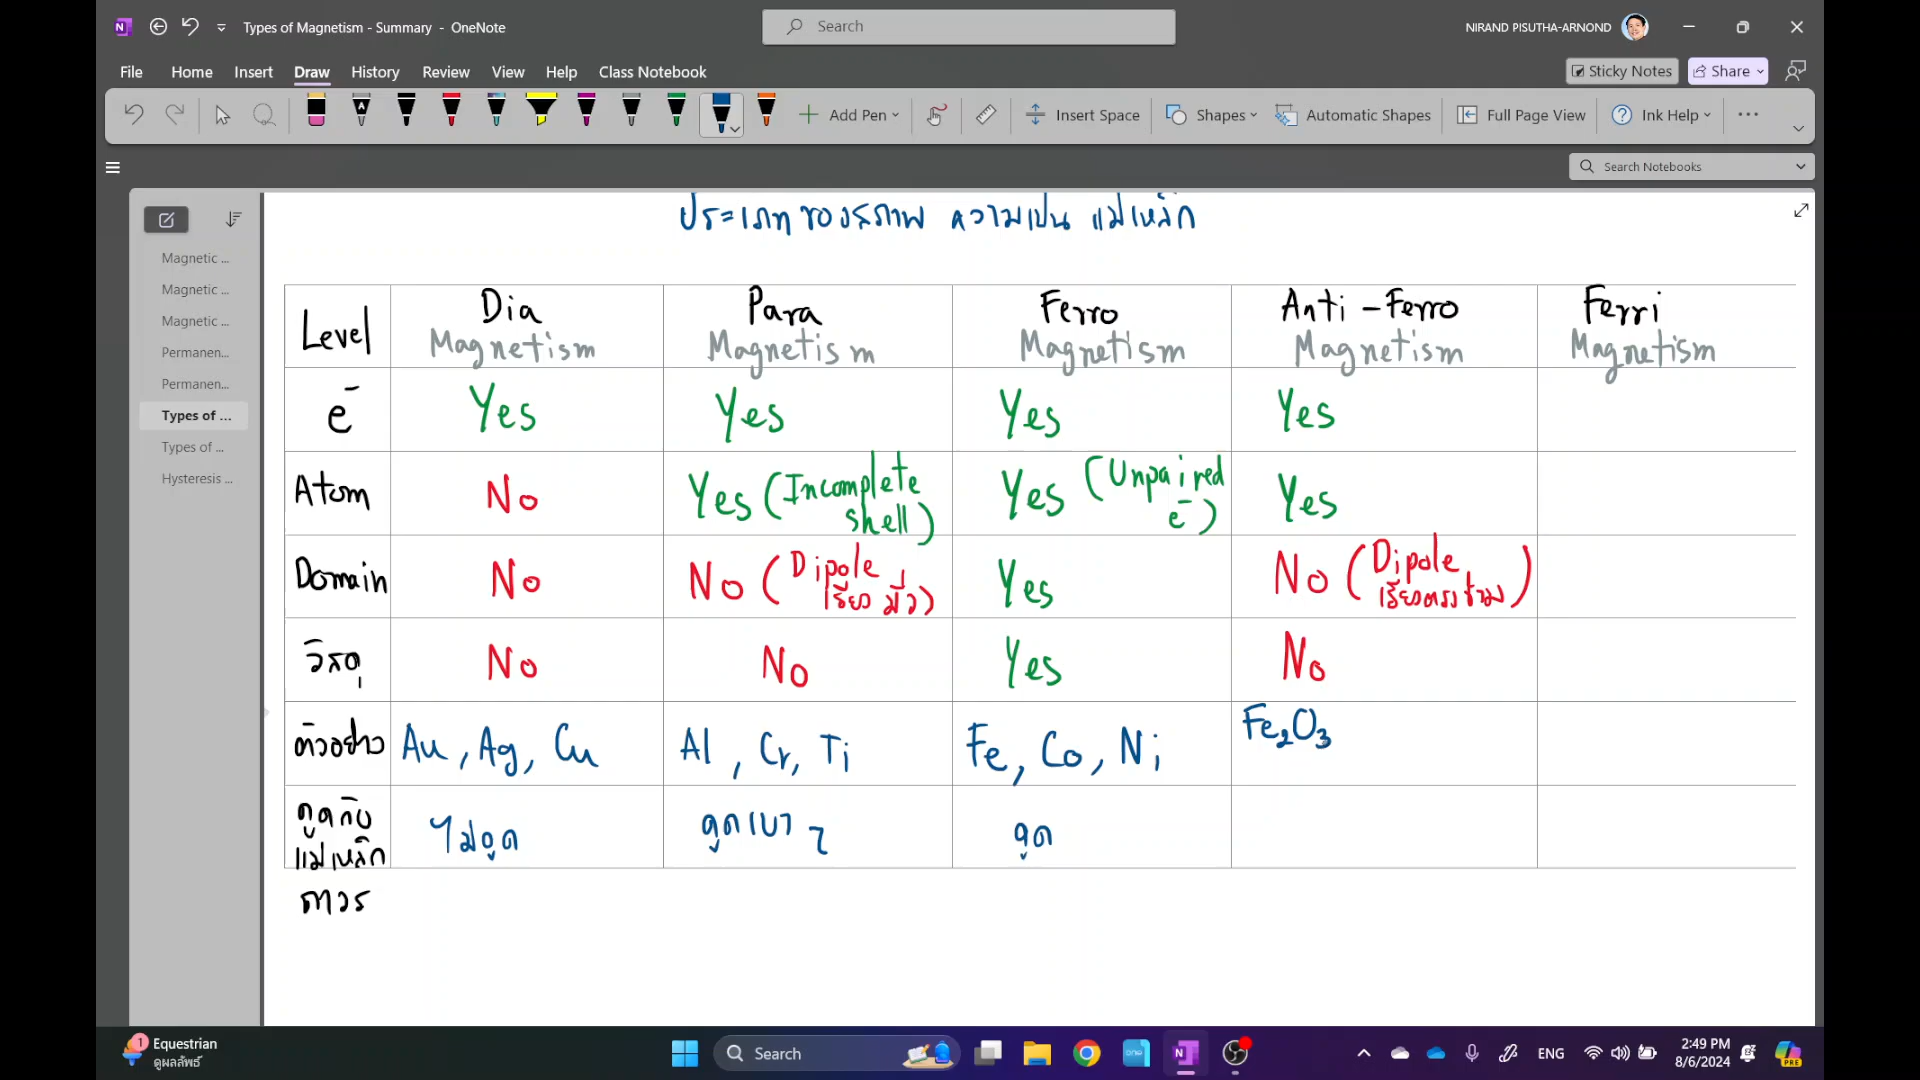 Types of Magnetism - Summary - OneNote
Search
NIRAND PISUTHA-ARNOND
File Home Insert Draw History Review View Help Class Notebook
Sticky Notes
Share
Add Pen
Insert Space
Shapes
Automatic Shapes
Full Page View
Ink Help
Search Notebooks
Magnetic ...
Magnetic ...
Magnetic ...
Permanen...
Permanen...
Types of ...
Types of ...
Hysteresis ...
ประเภทของสภาพ ความเป็น แม่เหล็ก
Level
Dia
Magnetism
Para
Magnetism
Ferro
Magnetism
Anti - Ferro
Magnetism
Ferri
Magnetism
e⁻ Yes Yes Yes Yes
Atom No Yes (Incomplete shell) Yes (Unpaired e⁻) Yes
Domain No No (Dipole เรียงมั่ว) Yes No (Dipole เรียงตรงข้าม)
วัสดุ No No Yes No
ตัวอย่าง Au, Ag, Cu Al, Cr, Ti Fe, Co, Ni Fe₂O₃
ดูดกับ
แม่เหล็ก
ถาวร
ไม่ดูด ดูดเบา ๆ ดูด
1
Equestrian
ดูผลลัพธ์
Search
ENG
2:49 PM
8/6/2024
PRE